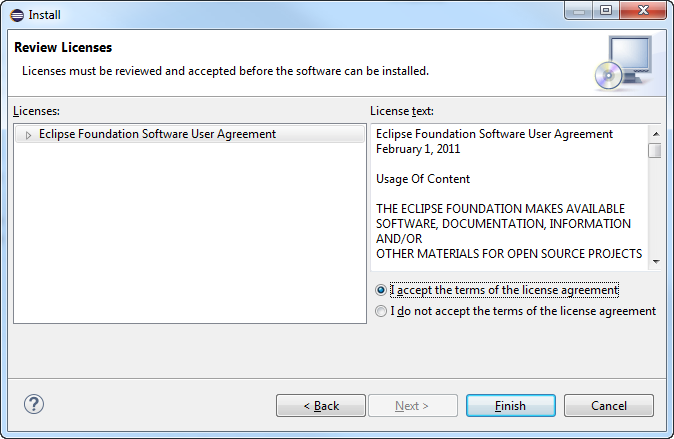 Install
Review Licenses
Licenses must be reviewed and accepted before the software can be installed.
Licenses:
Eclipse Foundation Software User Agreement
License text:
Eclipse Foundation Software User Agreement
February 1, 2011
Usage Of Content
THE ECLIPSE FOUNDATION MAKES AVAILABLE
SOFTWARE, DOCUMENTATION, INFORMATION
AND/OR
OTHER MATERIALS FOR OPEN SOURCE PROJECTS
I accept the terms of the license agreement
I do not accept the terms of the license agreement
?
< Back
Next >
Finish
Cancel